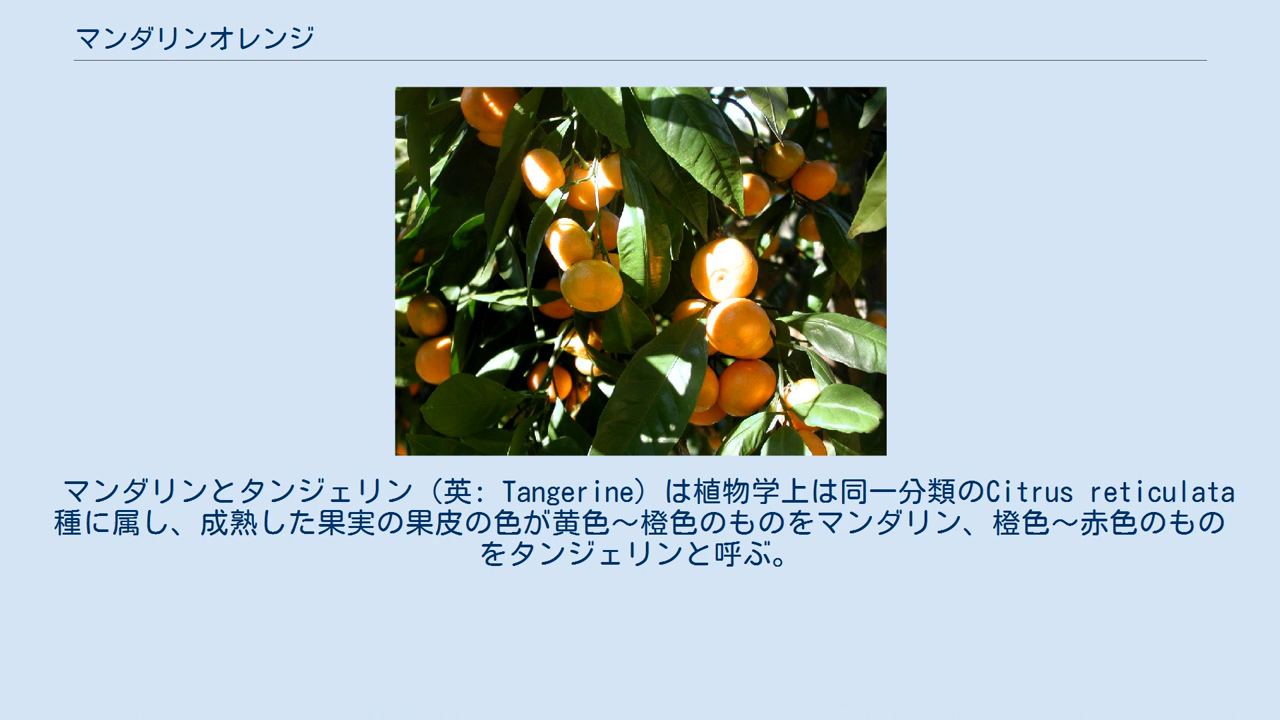 マンダリンオレンジ
マンダリンとタンジェリン（英: Tangerine）は植物学上は同一分類のCitrus reticulata
種に属し、成熟した果実の果皮の色が黄色～橙色のものをマンダリン、橙色～赤色のもの
をタンジェリンと呼ぶ。